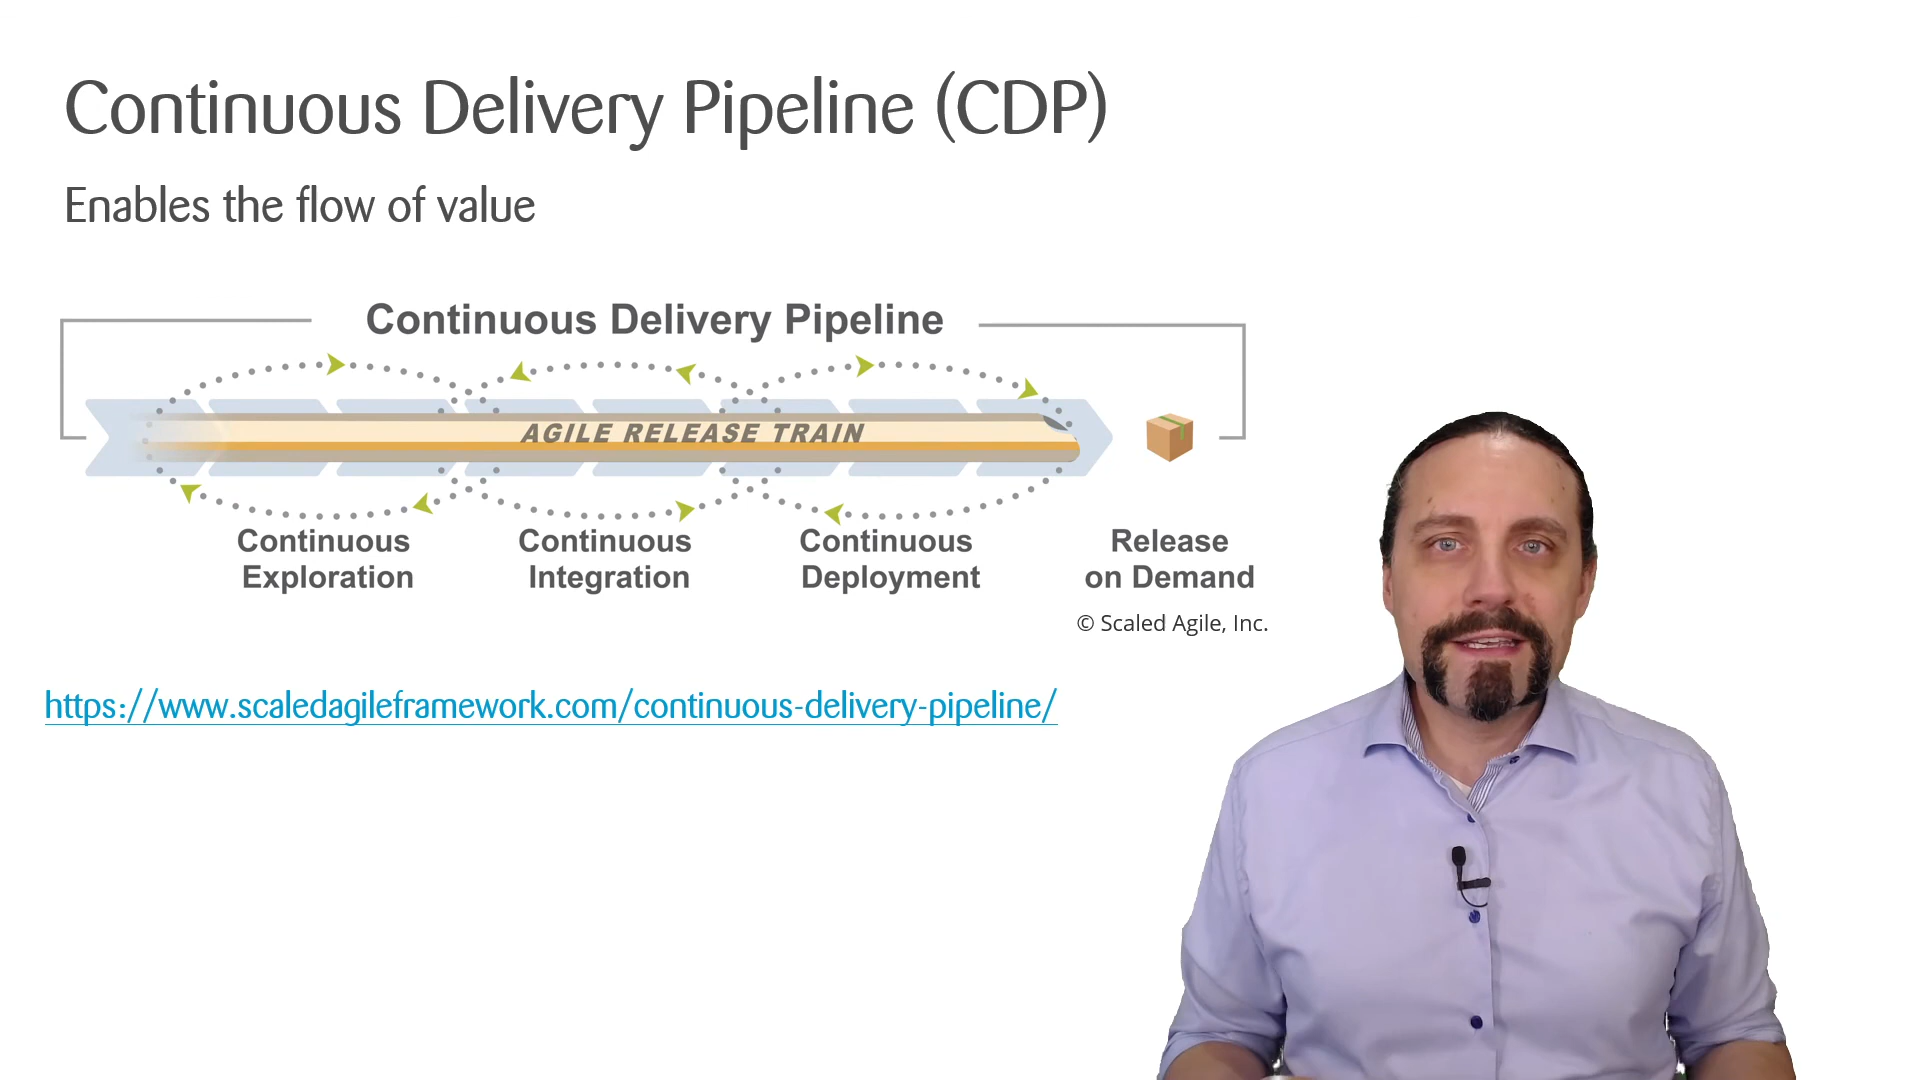 Continuous Delivery Pipeline (CDP)
Enables the flow of value
Continuous Delivery Pipeline
AGILE RELEASE TRAIN
Continuous
Exploration
Continuous
Integration
Continuous
Deployment
Release
on Demand
© Scaled Agile, Inc.
https://www.scaledagileframework.com/continuous-delivery-pipeline/